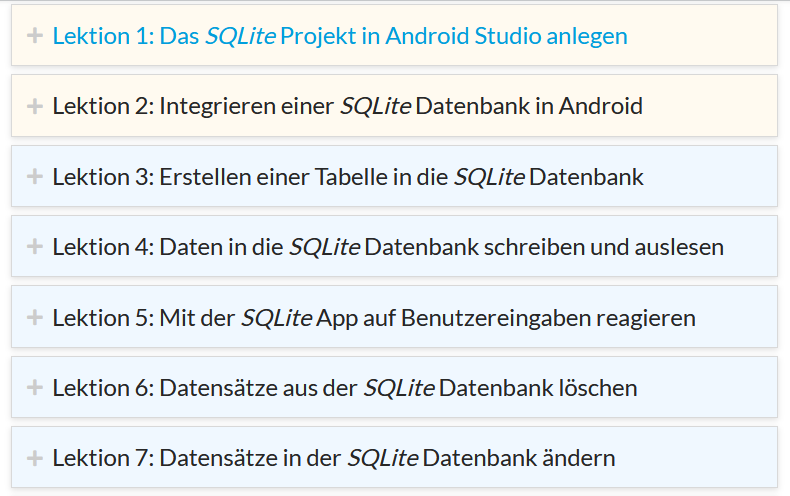 Lektion 1: Das SQLite Projekt in Android Studio anlegen
Lektion 2: Integrieren einer SQLite Datenbank in Android
Lektion 3: Erstellen einer Tabelle in die SQLite Datenbank
Lektion 4: Daten in die SQLite Datenbank schreiben und auslesen
Lektion 5: Mit der SQLite App auf Benutzereingaben reagieren
Lektion 6: Datensätze aus der SQLite Datenbank löschen
Lektion 7: Datensätze in der SQLite Datenbank ändern